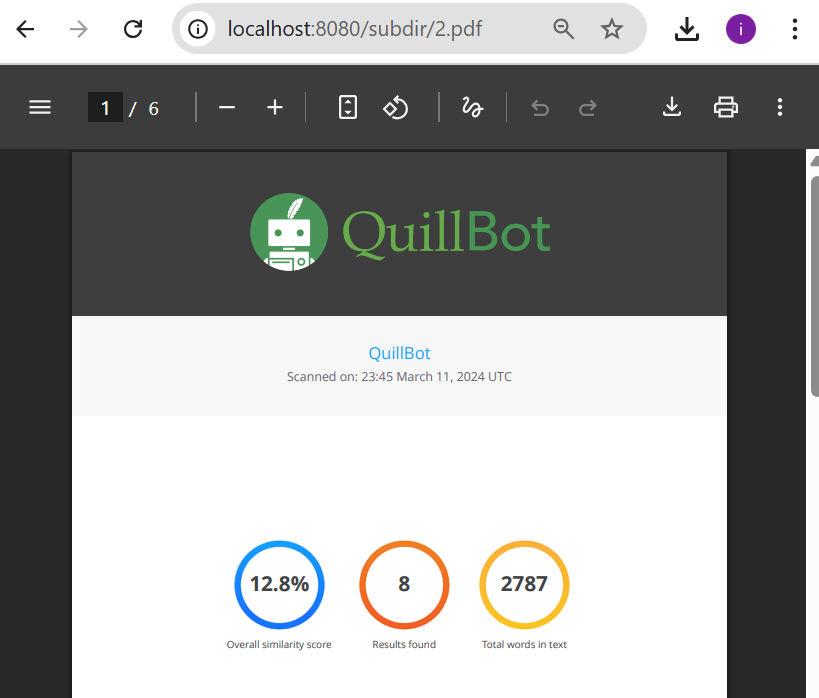 localhost:8080/subdir/2.pdf
i
1 / 6
QuillBot
QuillBot
Scanned on: 23:45 March 11, 2024 UTC
12.8% 8 2787
Overall similarity score Results found Total words in text